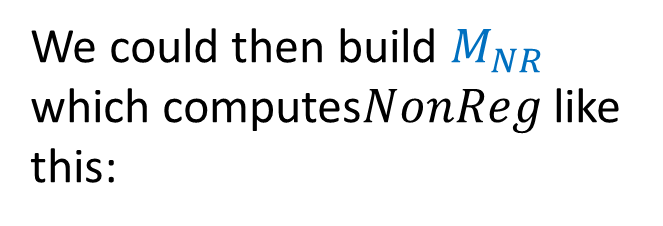 We could then build M_NR
which computesNonReg like
this: